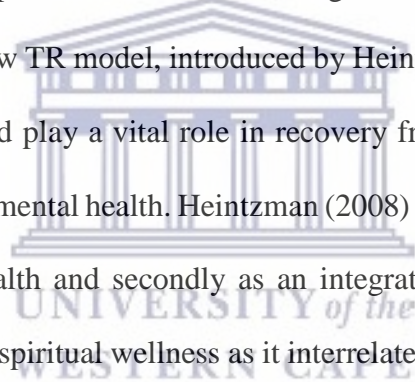 w TR model, introduced by Hein
d play a vital role in recovery fr
mental health. Heintzman (2008)
alth and secondly as an integrat
UNIVERSITY of the
spiritual wellness as it interrelate
WESTERN CAPE